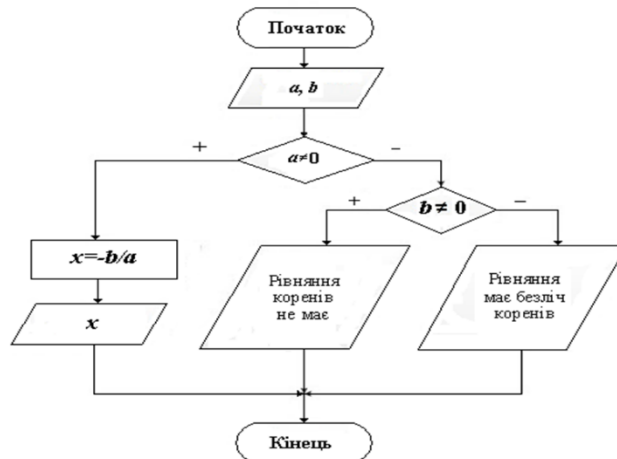 Початок
a, b
+
a≠0
−
+
b ≠ 0
−
x=-b/a
Рівняння
коренів
не має
Рівняння
має безліч
коренів
x
Кінець